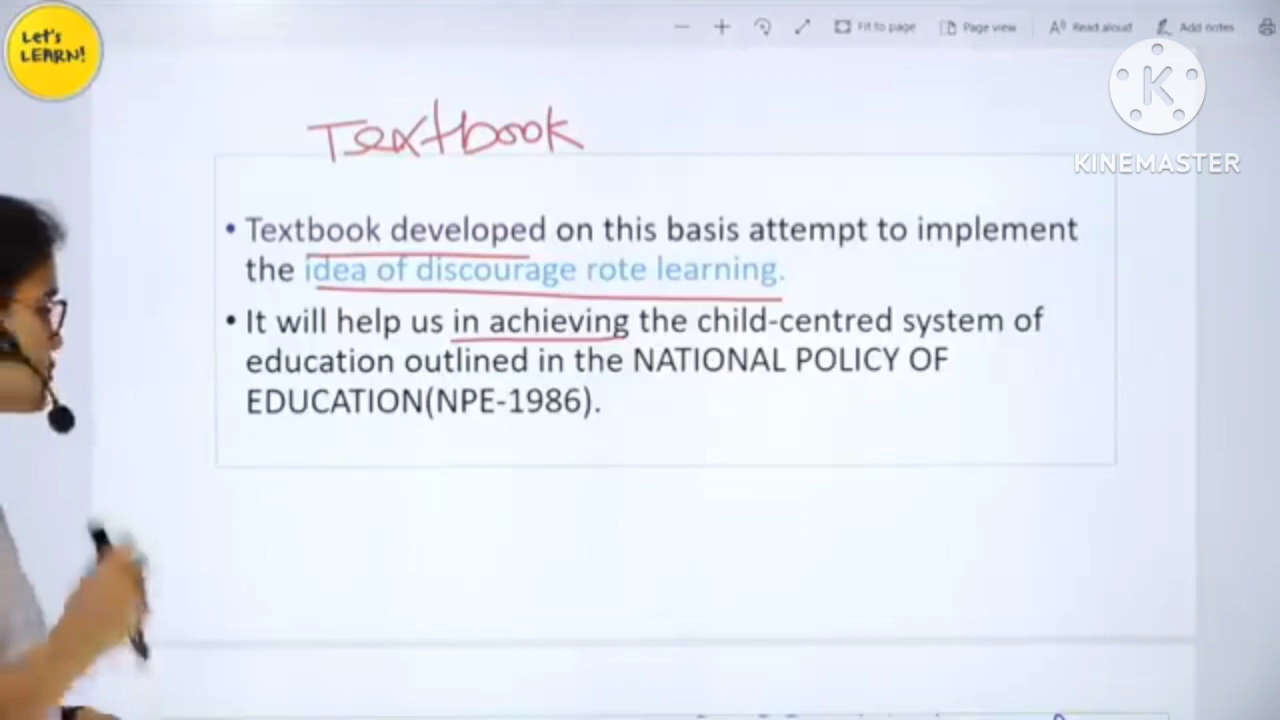 Let's
LEARN!
Fit to page
Page view
Read aloud
Add notes
K
KINEMASTER
Textbook
• Textbook developed on this basis attempt to implement
the idea of discourage rote learning.
• It will help us in achieving the child-centred system of
education outlined in the NATIONAL POLICY OF
EDUCATION(NPE-1986).